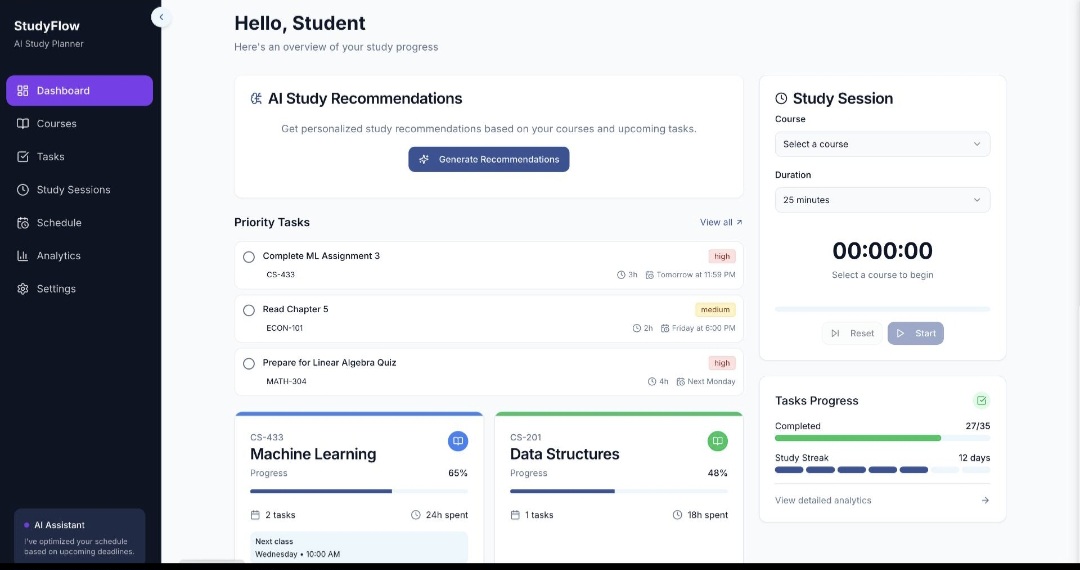 StudyFlow
AI Study Planner
Dashboard
Courses
Tasks
Study Sessions
Schedule
Analytics
Settings
AI Assistant
I've optimized your schedule
based on upcoming deadlines.
Hello, Student
Here's an overview of your study progress
AI Study Recommendations
Get personalized study recommendations based on your courses and upcoming tasks.
Generate Recommendations
Priority Tasks
View all
Complete ML Assignment 3
high
CS-433
3h
Tomorrow at 11:59 PM
Read Chapter 5
medium
ECON-101
2h
Friday at 6:00 PM
Prepare for Linear Algebra Quiz
high
MATH-304
4h
Next Monday
CS-433
Machine Learning
Progress
65%
2 tasks
24h spent
Next class
Wednesday • 10:00 AM
CS-201
Data Structures
Progress
48%
1 tasks
18h spent
Study Session
Course
Select a course
Duration
25 minutes
00:00:00
Select a course to begin
Reset
Start
Tasks Progress
Completed
27/35
Study Streak
12 days
View detailed analytics